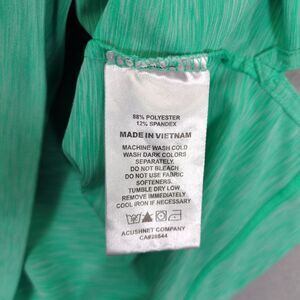 88% POLYESTER
12% SPANDEX
MADE IN VIETNAM
MACHINE WASH COLD
WASH DARK COLORS
SEPARATELY.
DO NOT BLEACH
DO NOT USE FABRIC
SOFTENERS.
TUMBLE DRY LOW
REMOVE IMMEDIATELY
COOL IRON IF NECESSARY
ACUSHNET COMPANY
CA#28544